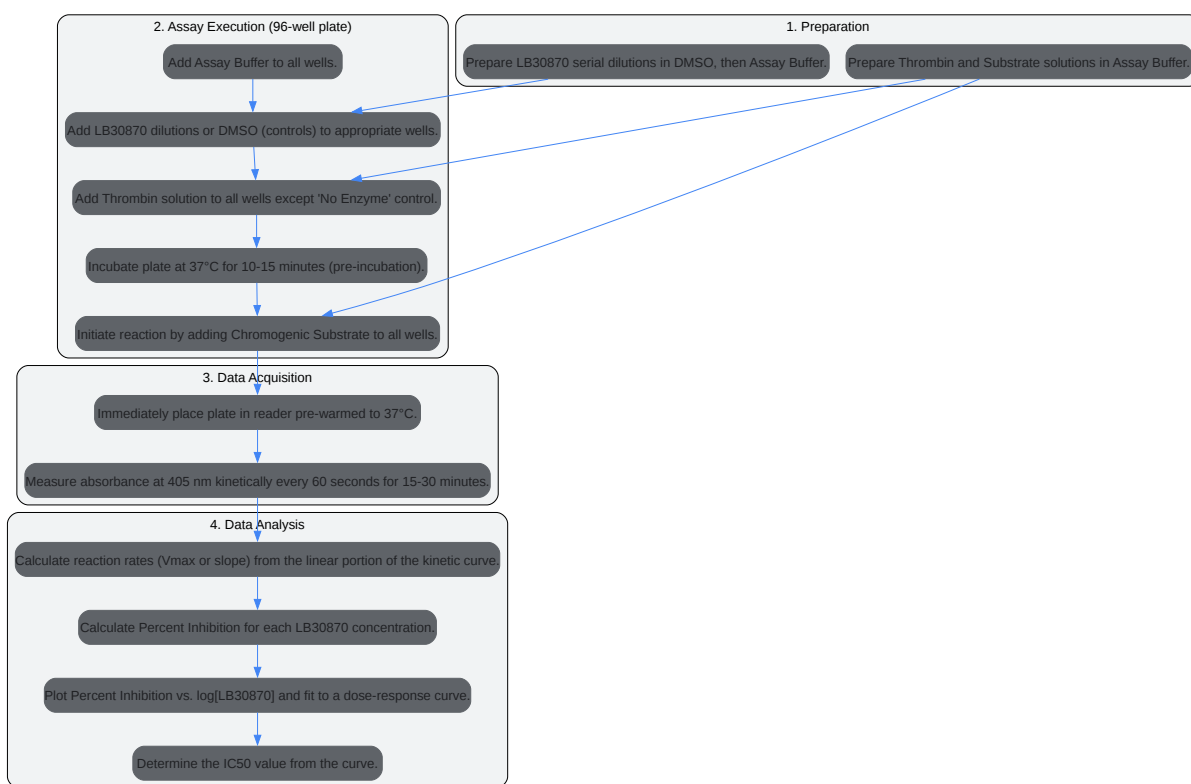 1. Preparation
Prepare LB30870 serial dilutions in DMSO, then Assay Buffer.
Prepare Thrombin and Substrate solutions in Assay Buffer.
2. Assay Execution (96-well plate)
Add Assay Buffer to all wells.
Add LB30870 dilutions or DMSO (controls) to appropriate wells.
Add Thrombin solution to all wells except 'No Enzyme' control.
Incubate plate at 37°C for 10-15 minutes (pre-incubation).
Initiate reaction by adding Chromogenic Substrate to all wells.
3. Data Acquisition
Immediately place plate in reader pre-warmed to 37°C.
Measure absorbance at 405 nm kinetically every 60 seconds for 15-30 minutes.
4. Data Analysis
Calculate reaction rates (Vmax or slope) from the linear portion of the kinetic curve.
Calculate Percent Inhibition for each LB30870 concentration.
Plot Percent Inhibition vs. log[LB30870] and fit to a dose-response curve.
Determine the IC50 value from the curve.